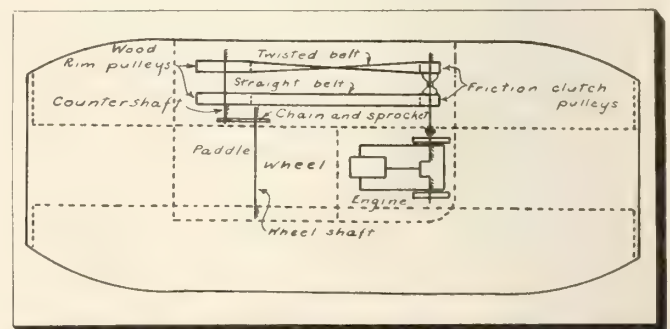 Wood
Rim pulleys
Twisted belt
Straight belt
Friction clutch
pulleys
Countershaft
Chain and sprocket
Paddle
Wheel
Engine
Wheel shaft